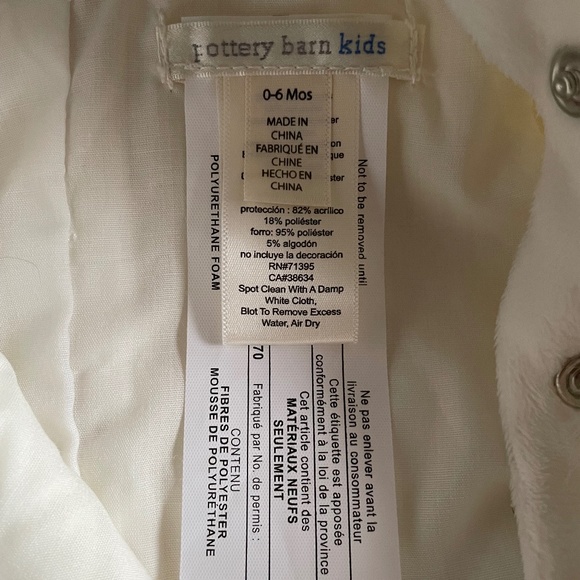 pottery barn kids
0-6 Mos
MADE IN
CHINA
FABRIQUÉ EN
CHINE
HECHO EN
CHINA
protección : 82% acrílico
18% poliéster
forro: 95% poliéster
5% algodón
no incluye la decoración
RN#71395
CA#38634
Spot Clean With A Damp
White Cloth,
Blot To Remove Excess
Water, Air Dry
Not to be removed until
POLYURETHANE FOAM
Ne pas enlever avant la
livraison au consommateur
Cette étiquette est apposée
conformément à la loi de la province
Cet article contient des
MATÉRIAUX NEUFS
SEULEMENT
70
Fabriqué par No. de permis :
CONTENU
FIBRES DE POLYESTER
MOUSSE DE POLYURETHANE